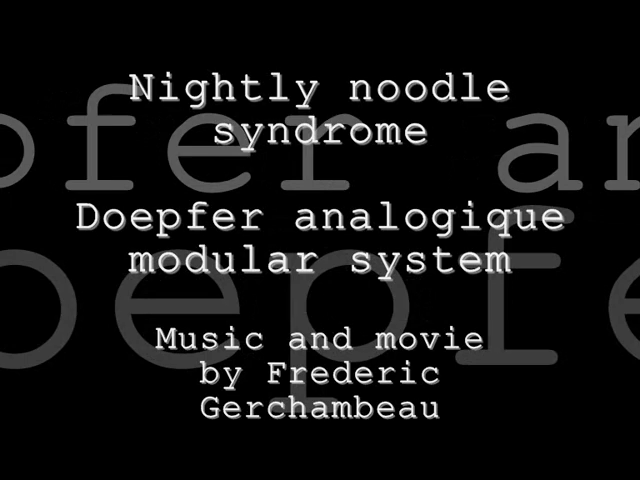 Nightly noodle
syndrome
Doepfer analogique
modular system
Music and movie
by Frederic
Gerchambeau